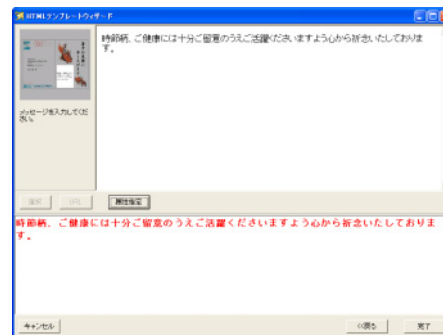 HTMLテンプレートウィザード
時節柄、ご健康には十分ご留意のうえご活躍くださいますよう心から祈念いたしておりま
す。
メッセージを入力してくだ
さい。
選択
URL
属性指定
時節柄、ご健康には十分ご留意のうえご活躍くださいますよう心から祈念いたしておりま
す。
キャンセル
<<戻る
完了